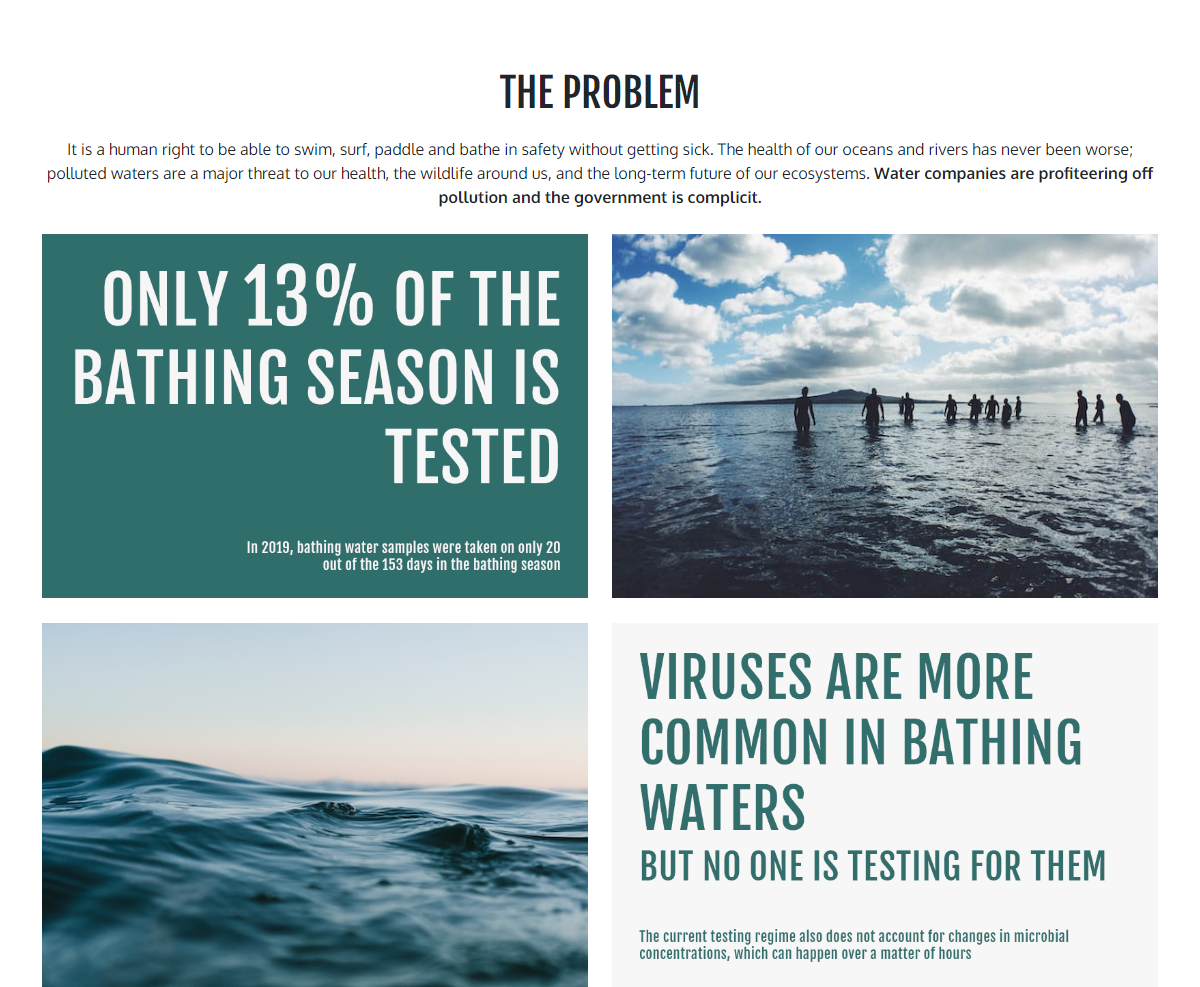 THE PROBLEM
It is a human right to be able to swim, surf, paddle and bathe in safety without getting sick. The health of our oceans and rivers has never been worse;
polluted waters are a major threat to our health, the wildlife around us, and the long-term future of our ecosystems. Water companies are profiteering off
pollution and the government is complicit.
ONLY 13% OF THE
BATHING SEASON IS
TESTED
In 2019, bathing water samples were taken on only 20
out of the 153 days in the bathing season
VIRUSES ARE MORE
COMMON IN BATHING
WATERS
BUT NO ONE IS TESTING FOR THEM
The current testing regime also does not account for changes in microbial
concentrations, which can happen over a matter of hours